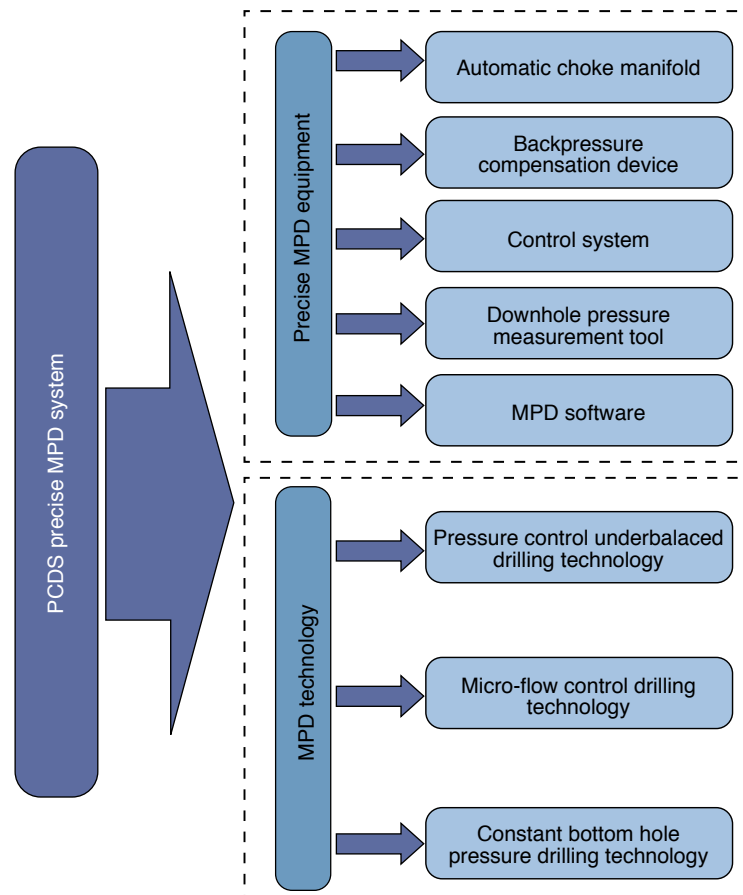 PCDS precise MPD system
Precise MPD equipment
Automatic choke manifold
Backpressure
compensation device
Control system
Downhole pressure
measurement tool
MPD software
MPD technology
Pressure control underbalaced
drilling technology
Micro-flow control drilling
technology
Constant bottom hole
pressure drilling technology